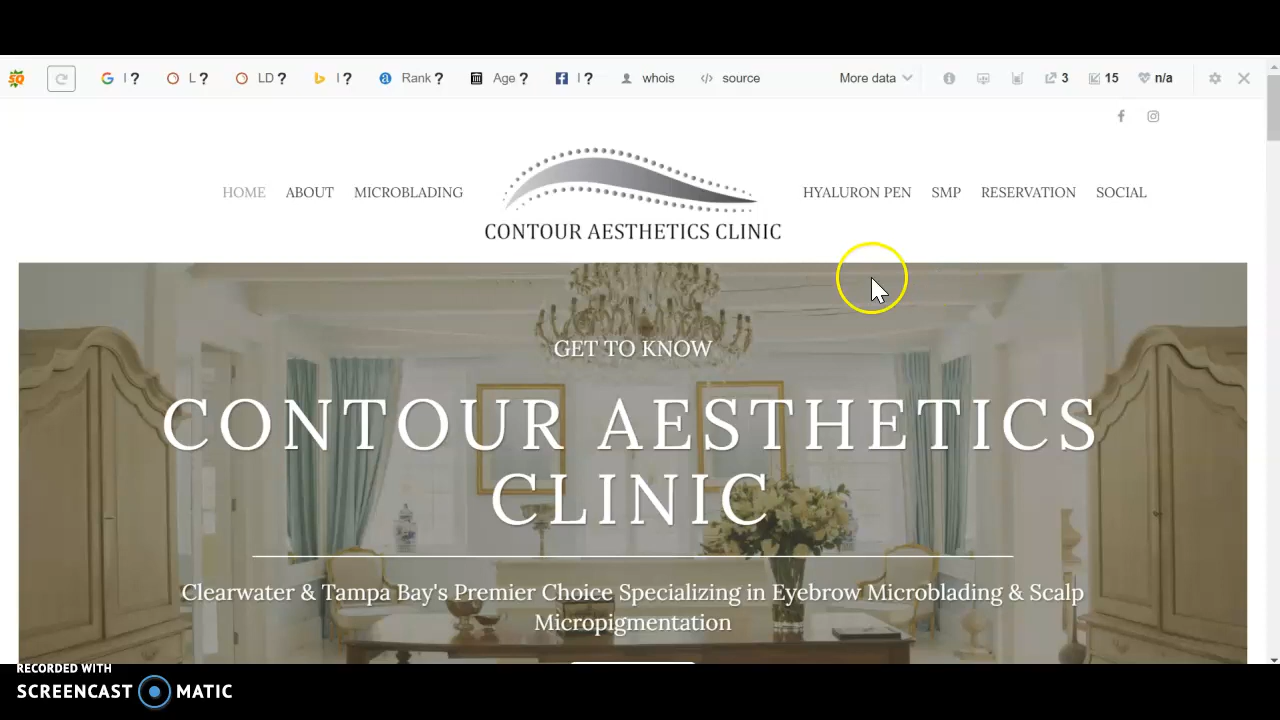 SQ G I ? L ? LD ? b I ? a Rank ? Age ? f I ? whois </> source More data 3 15 n/a
HOME ABOUT MICROBLADING
CONTOUR AESTHETICS CLINIC
HYALURON PEN SMP RESERVATION SOCIAL
GET TO KNOW
CONTOUR AESTHETICS
CLINIC
Clearwater & Tampa Bay's Premier Choice Specializing in Eyebrow Microblading & Scalp
Micropigmentation
RECORDED WITH
SCREENCAST MATIC